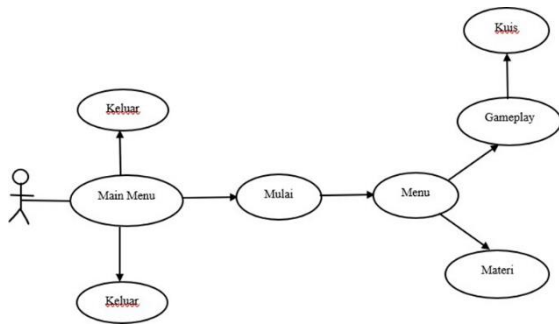 Kuis
Keluar
Gameplay
Main Menu
Mulai
Menu
Materi
Keluar